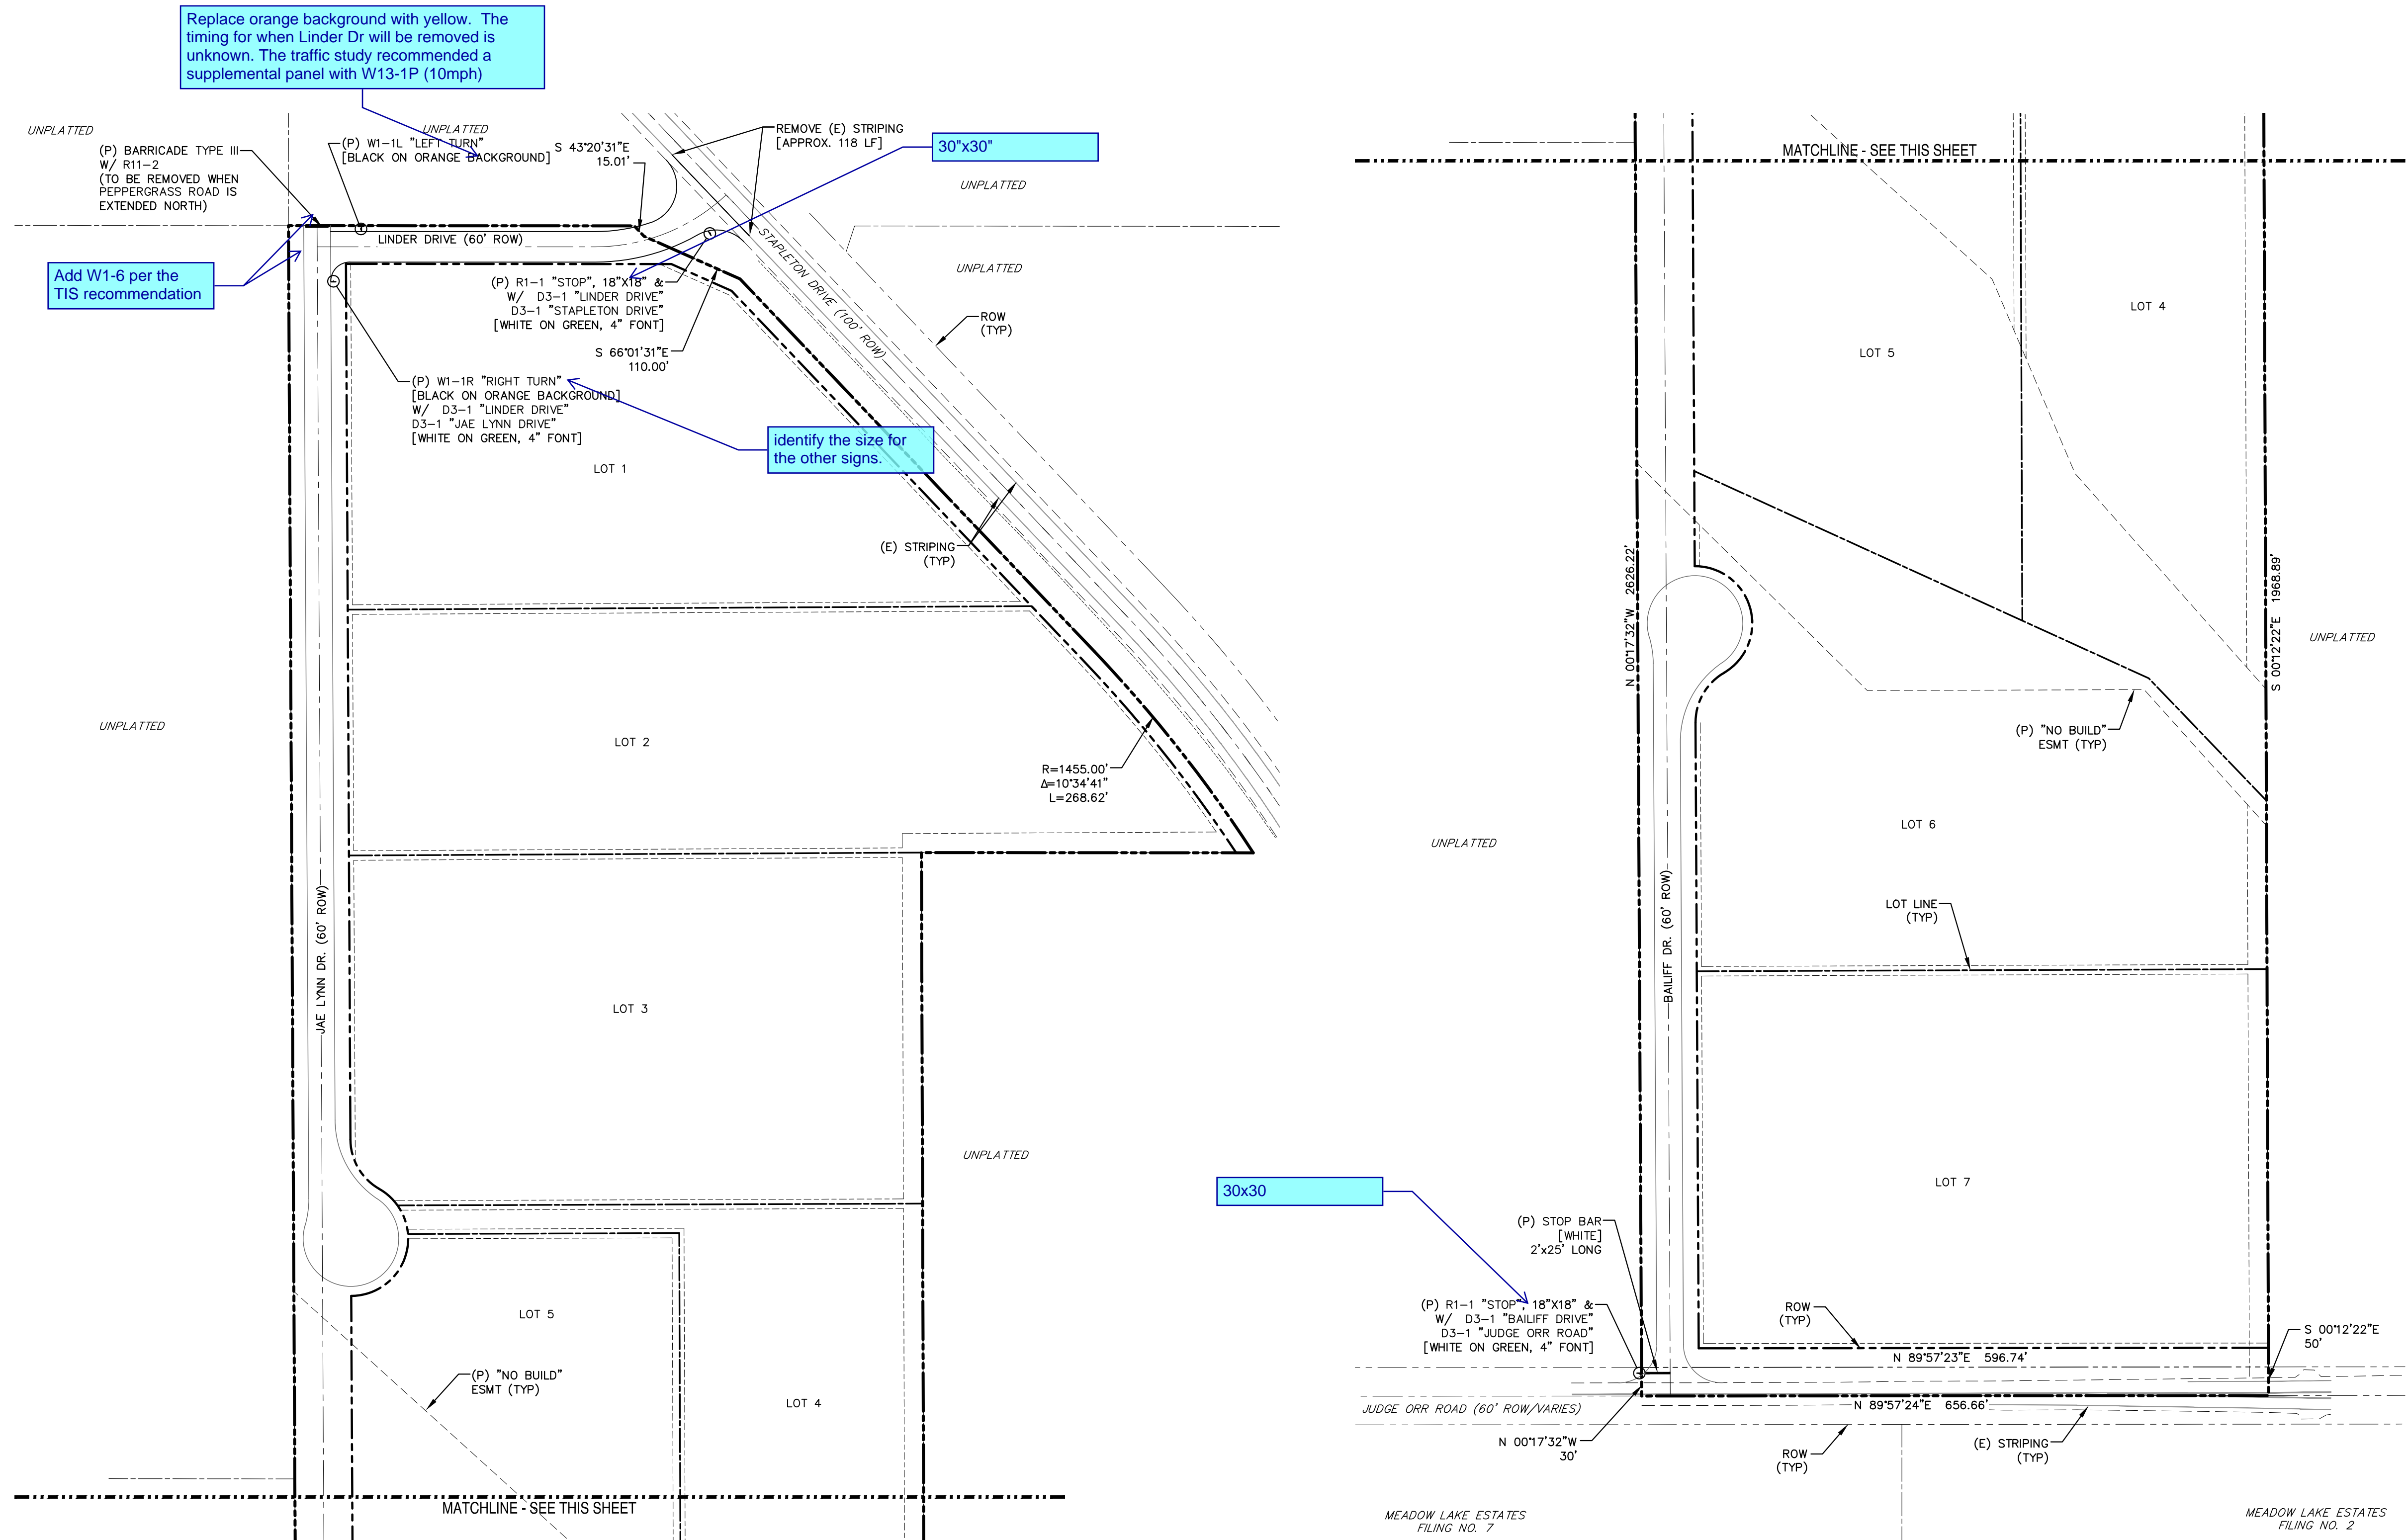 Replace orange background with yellow. The
timing for when Linder Dr will be removed is
unknown. The traffic study recommended a
supplemental panel with W13-1P (10mph)
UNPLATTED
(P) BARRICADE TYPE III
W/ R11-2
(TO BE REMOVED WHEN
PEPPERGRASS ROAD IS
EXTENDED NORTH)
UNPLATTED
(P) W1-1L "LEFT TURN"
[BLACK ON ORANGE BACKGROUND]
S 43°20'31"E
15.01'
REMOVE (E) STRIPING
[APPROX. 118 LF]
30"x30"
UNPLATTED
LINDER DRIVE (60' ROW)
STAPLETON DRIVE (100' ROW)
UNPLATTED
Add W1-6 per the
TIS recommendation
(P) R1-1 "STOP", 18"X18" &
W/ D3-1 "LINDER DRIVE"
D3-1 "STAPLETON DRIVE"
[WHITE ON GREEN, 4" FONT]
ROW
(TYP)
S 66°01'31"E
110.00'
(P) W1-1R "RIGHT TURN"
[BLACK ON ORANGE BACKGROUND]
W/ D3-1 "LINDER DRIVE"
D3-1 "JAE LYNN DRIVE"
[WHITE ON GREEN, 4" FONT]
identify the size for
the other signs.
LOT 1
(E) STRIPING
(TYP)
UNPLATTED
LOT 2
R=1455.00'
Δ=10°34'41"
L=268.62'
JAE LYNN DR. (60' ROW)
LOT 3
UNPLATTED
LOT 5
(P) "NO BUILD"
ESMT (TYP)
LOT 4
MATCHLINE - SEE THIS SHEET
MATCHLINE - SEE THIS SHEET
LOT 4
LOT 5
N 00°17'32"W 2626.22'
S 00°12'22"E 1968.89'
UNPLATTED
(P) "NO BUILD"
ESMT (TYP)
UNPLATTED
LOT 6
BAILIFF DR. (60' ROW)
LOT LINE
(TYP)
LOT 7
30x30
(P) STOP BAR
[WHITE]
2'x25' LONG
(P) R1-1 "STOP", 18"X18" &
W/ D3-1 "BAILIFF DRIVE"
D3-1 "JUDGE ORR ROAD"
[WHITE ON GREEN, 4" FONT]
ROW
(TYP)
S 00°12'22"E
50'
N 89°57'23"E 596.74'
JUDGE ORR ROAD (60' ROW/VARIES)
N 89°57'24"E 656.66'
N 00°17'32"W
30'
ROW
(TYP)
(E) STRIPING
(TYP)
MEADOW LAKE ESTATES
FILING NO. 7
MEADOW LAKE ESTATES
FILING NO. 2